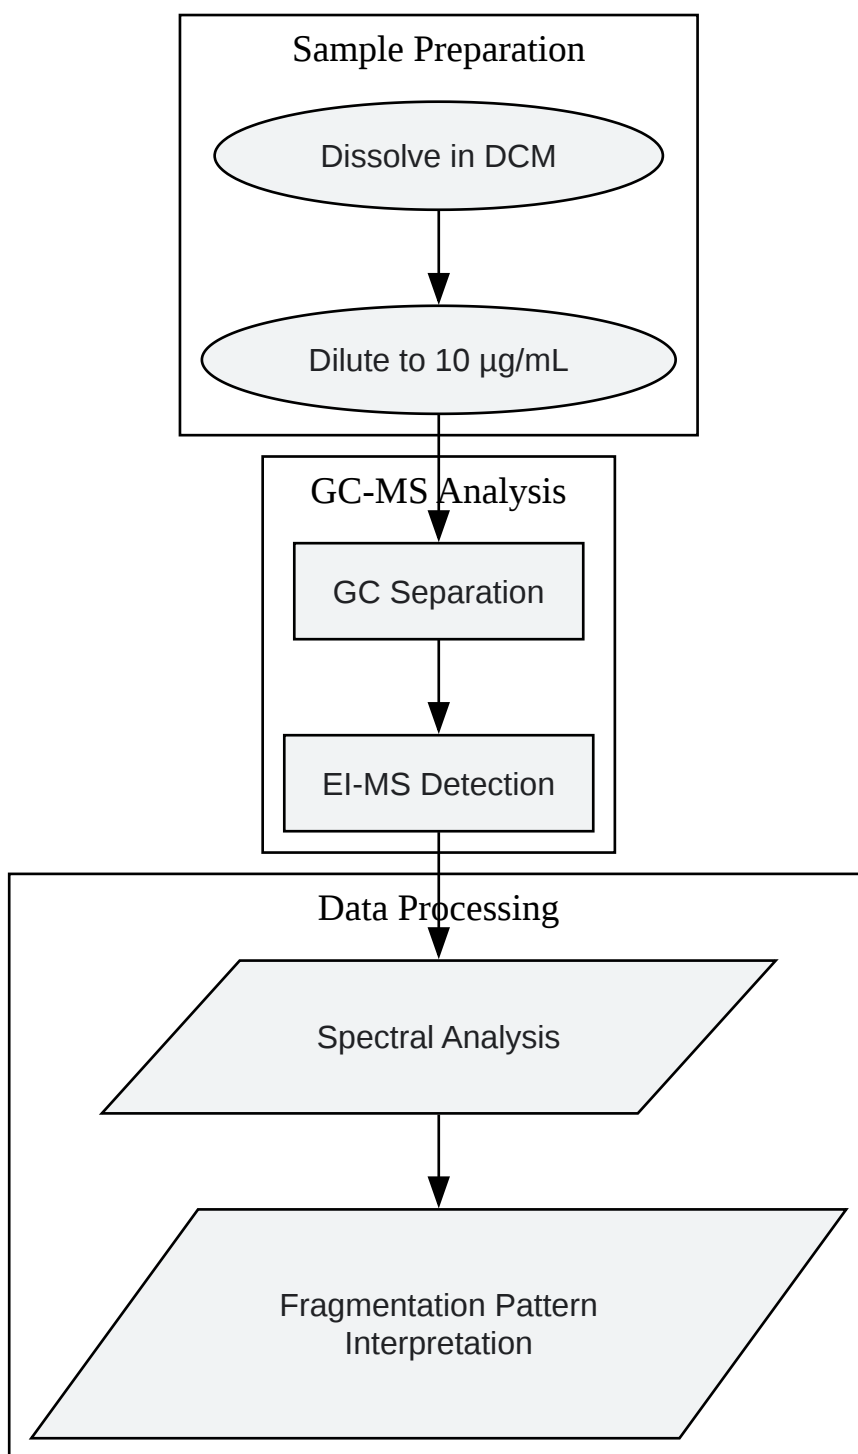 Sample Preparation
Dissolve in DCM
Dilute to 10 µg/mL
GC-MS Analysis
GC Separation
EI-MS Detection
Data Processing
Spectral Analysis
Fragmentation Pattern
Interpretation